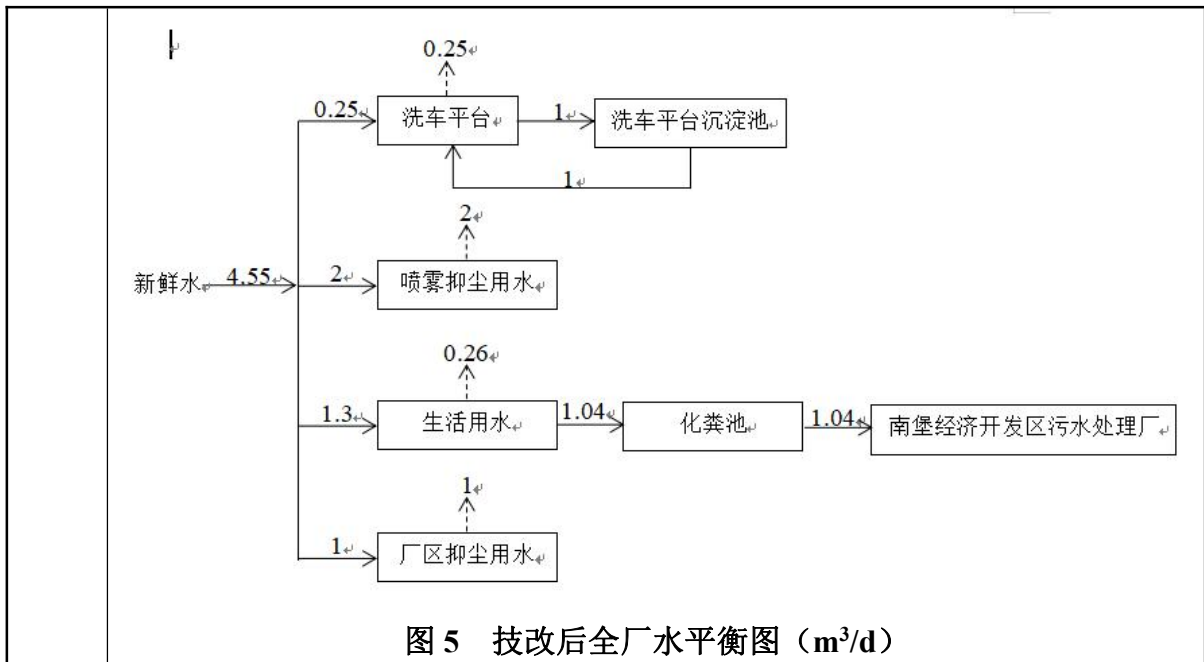 0.25
0.25
洗车平台
1
洗车平台沉淀池
1
2
新鲜水
4.55
2
喷雾抑尘用水
0.26
1.3
生活用水
1.04
化粪池
1.04
南堡经济开发区污水处理厂
1
1
厂区抑尘用水
图 5 技改后全厂水平衡图（m³/d）